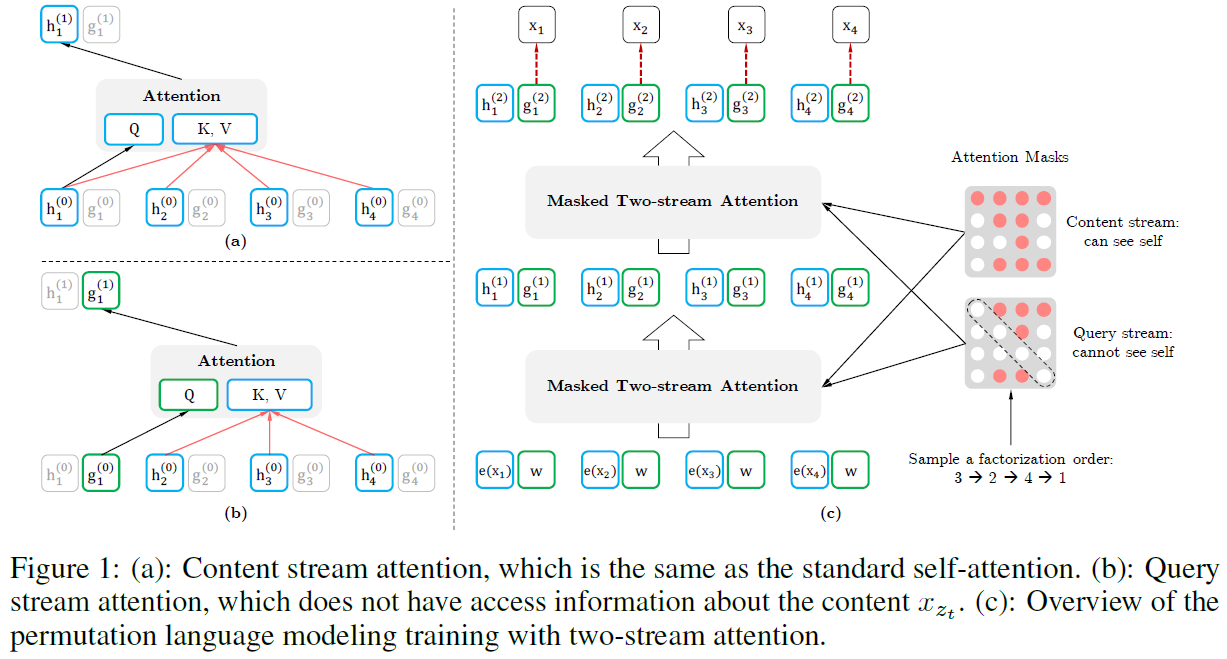 h₁⁽¹⁾ g₁⁽¹⁾
Attention
Q K, V
h₁⁽⁰⁾ g₁⁽⁰⁾ h₂⁽⁰⁾ g₂⁽⁰⁾ h₃⁽⁰⁾ g₃⁽⁰⁾ h₄⁽⁰⁾ g₄⁽⁰⁾
(a)
h₁⁽¹⁾ g₁⁽¹⁾
Attention
Q K, V
h₁⁽⁰⁾ g₁⁽⁰⁾ h₂⁽⁰⁾ g₂⁽⁰⁾ h₃⁽⁰⁾ g₃⁽⁰⁾ h₄⁽⁰⁾ g₄⁽⁰⁾
(b)
x₁ x₂ x₃ x₄
h₁⁽²⁾ g₁⁽²⁾ h₂⁽²⁾ g₂⁽²⁾ h₃⁽²⁾ g₃⁽²⁾ h₄⁽²⁾ g₄⁽²⁾
Masked Two-stream Attention
h₁⁽¹⁾ g₁⁽¹⁾ h₂⁽¹⁾ g₂⁽¹⁾ h₃⁽¹⁾ g₃⁽¹⁾ h₄⁽¹⁾ g₄⁽¹⁾
Masked Two-stream Attention
e(x₁) w e(x₂) w e(x₃) w e(x₄) w
(c)
Attention Masks
Content stream:
can see self
Query stream:
cannot see self
Sample a factorization order:
3 → 2 → 4 → 1
Figure 1: (a): Content stream attention, which is the same as the standard self-attention. (b): Query
stream attention, which does not have access information about the content x_{z_t}. (c): Overview of the
permutation language modeling training with two-stream attention.